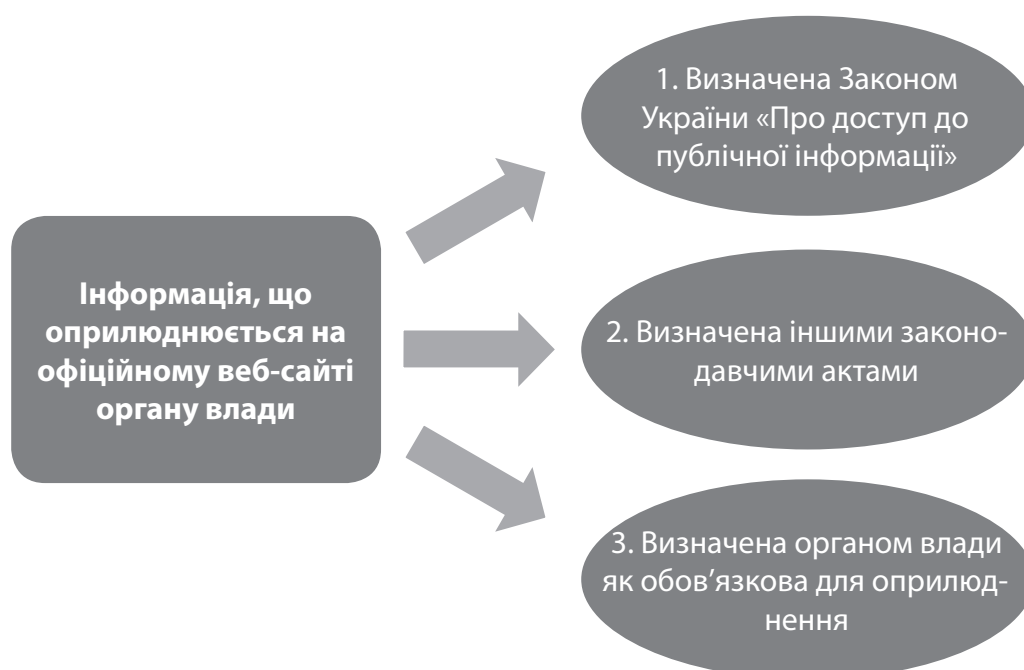 Інформація, що
оприлюднюється на
офіційному веб-сайті
органу влади
1. Визначена Законом
України «Про доступ до
публічної інформації»
2. Визначена іншими законо-
давчими актами
3. Визначена органом влади
як обов’язкова для оприлюд-
нення